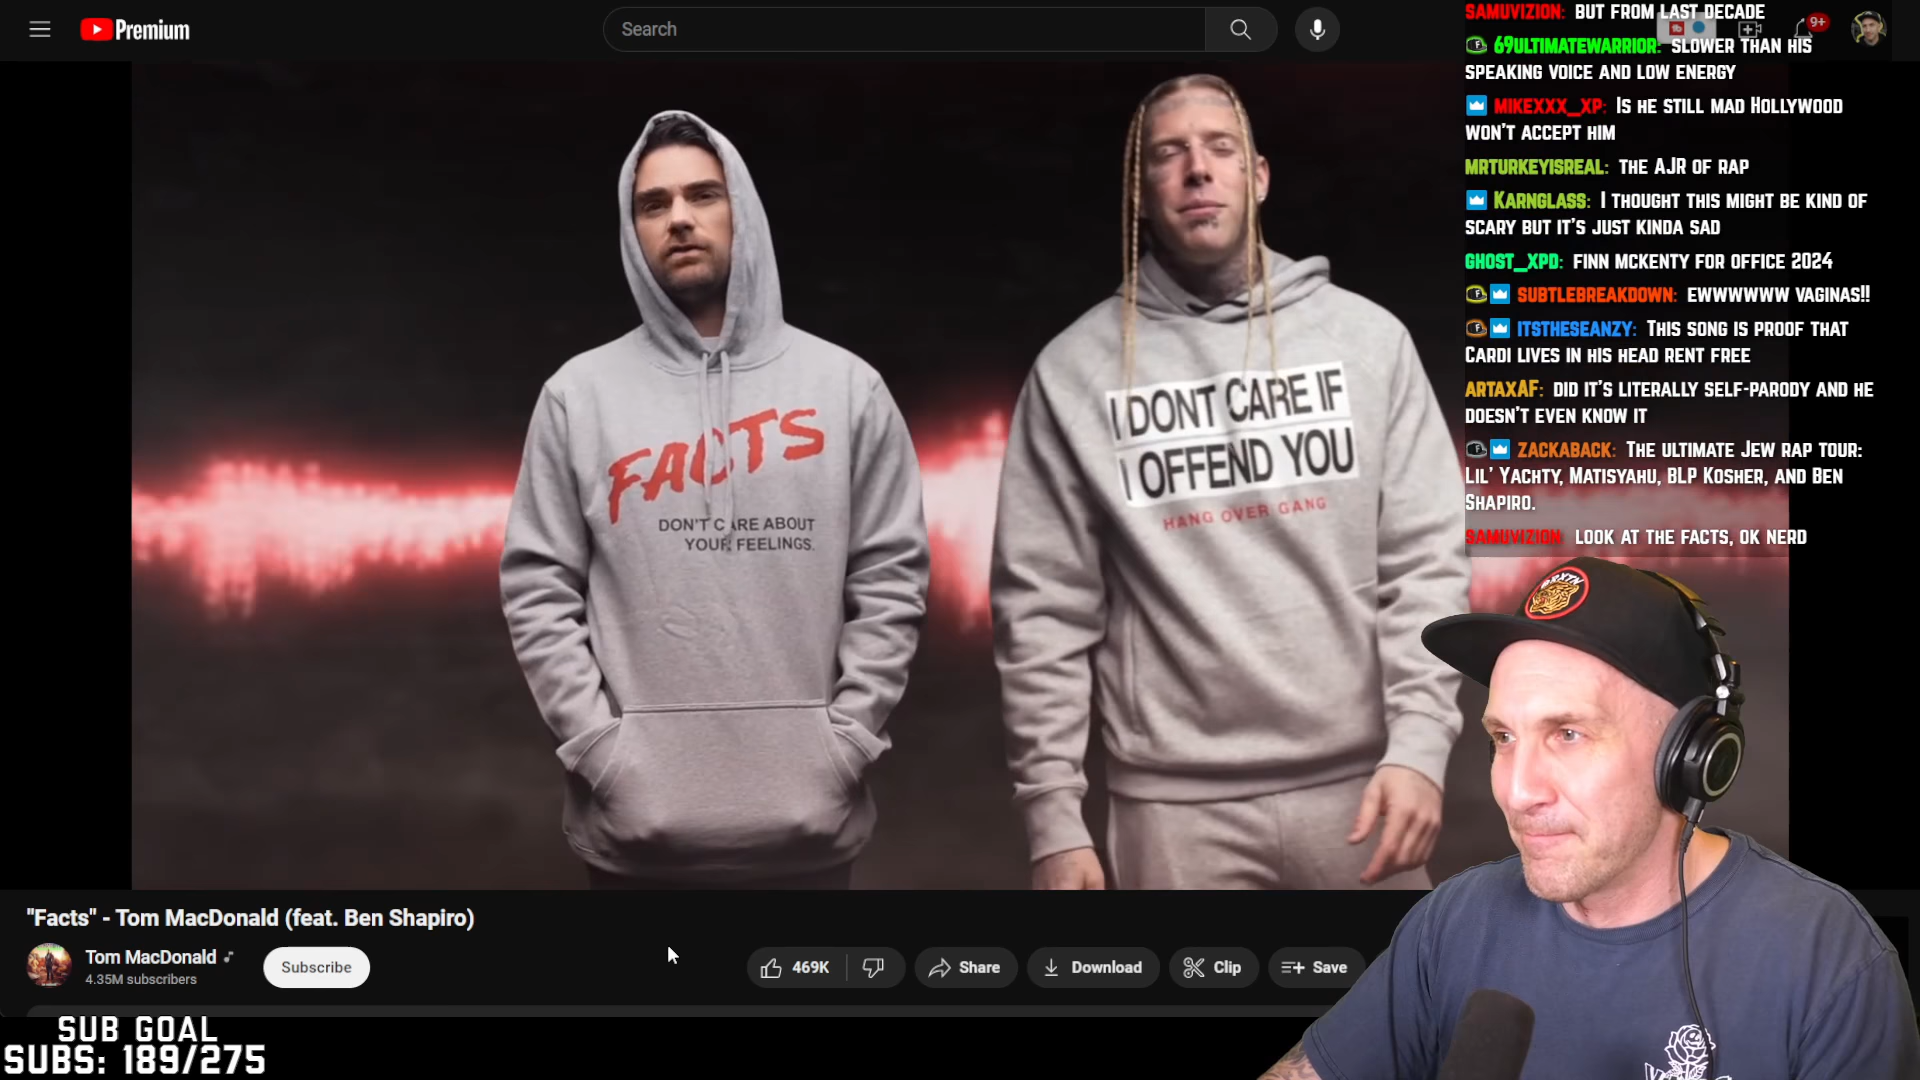 Premium
Search
9+
SAMUVIZION: BUT FROM LAST DECADE
69ULTIMATEWARRIOR: SLOWER THAN HIS
SPEAKING VOICE AND LOW ENERGY
MIKEXXX_XP: IS HE STILL MAD HOLLYWOOD
WON'T ACCEPT HIM
MRTURKEYISREAL: THE AJR OF RAP
KARNGLASS: I THOUGHT THIS MIGHT BE KIND OF
SCARY BUT IT'S JUST KINDA SAD
GHOST_XPD: FINN MCKENTY FOR OFFICE 2024
SUBTLEBREAKDOWN: EWWWWWW VAGINAS!!
ITSTHESEANZY: THIS SONG IS PROOF THAT
CARDI LIVES IN HIS HEAD RENT FREE
ARTAXAF: DID IT'S LITERALLY SELF-PARODY AND HE
DOESN'T EVEN KNOW IT
ZACKABACK: THE ULTIMATE JEW RAP TOUR:
LIL' YACHTY, MATISYAHU, BLP KOSHER, AND BEN
SHAPIRO.
SAMUVIZION: LOOK AT THE FACTS, OK NERD
FACTS
DON'T CARE ABOUT
YOUR FEELINGS.
I DONT CARE IF
I OFFEND YOU
HANG OVER GANG
"Facts" - Tom MacDonald (feat. Ben Shapiro)
Tom MacDonald
4.35M subscribers
Subscribe
469K
Share
Download
Clip
Save
SUB GOAL
SUBS: 189/275